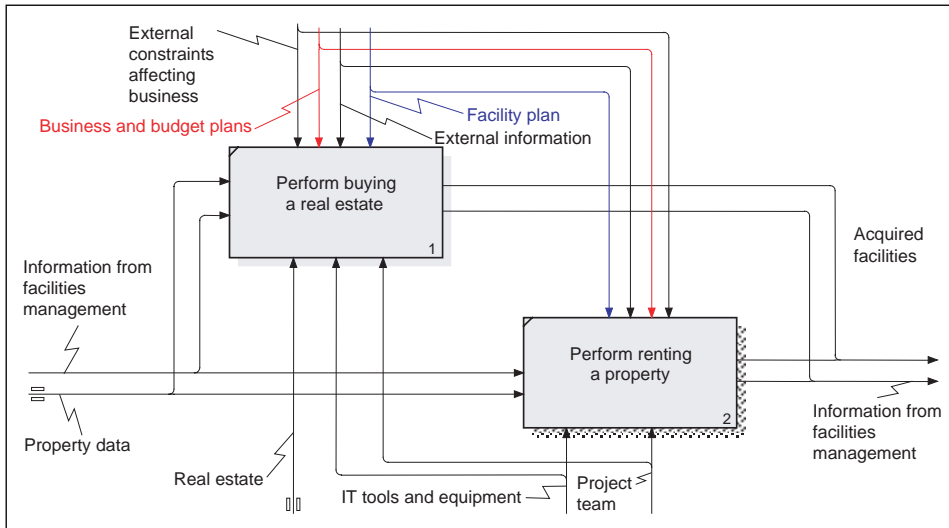 External
constraints
affecting
business
Business and budget plans
Facility plan
External information
Perform buying
a real estate
1
Information from
facilities
management
Acquired
facilities
Perform renting
a property
2
Property data
Information from
facilities
management
Real estate
IT tools and equipment
Project
team